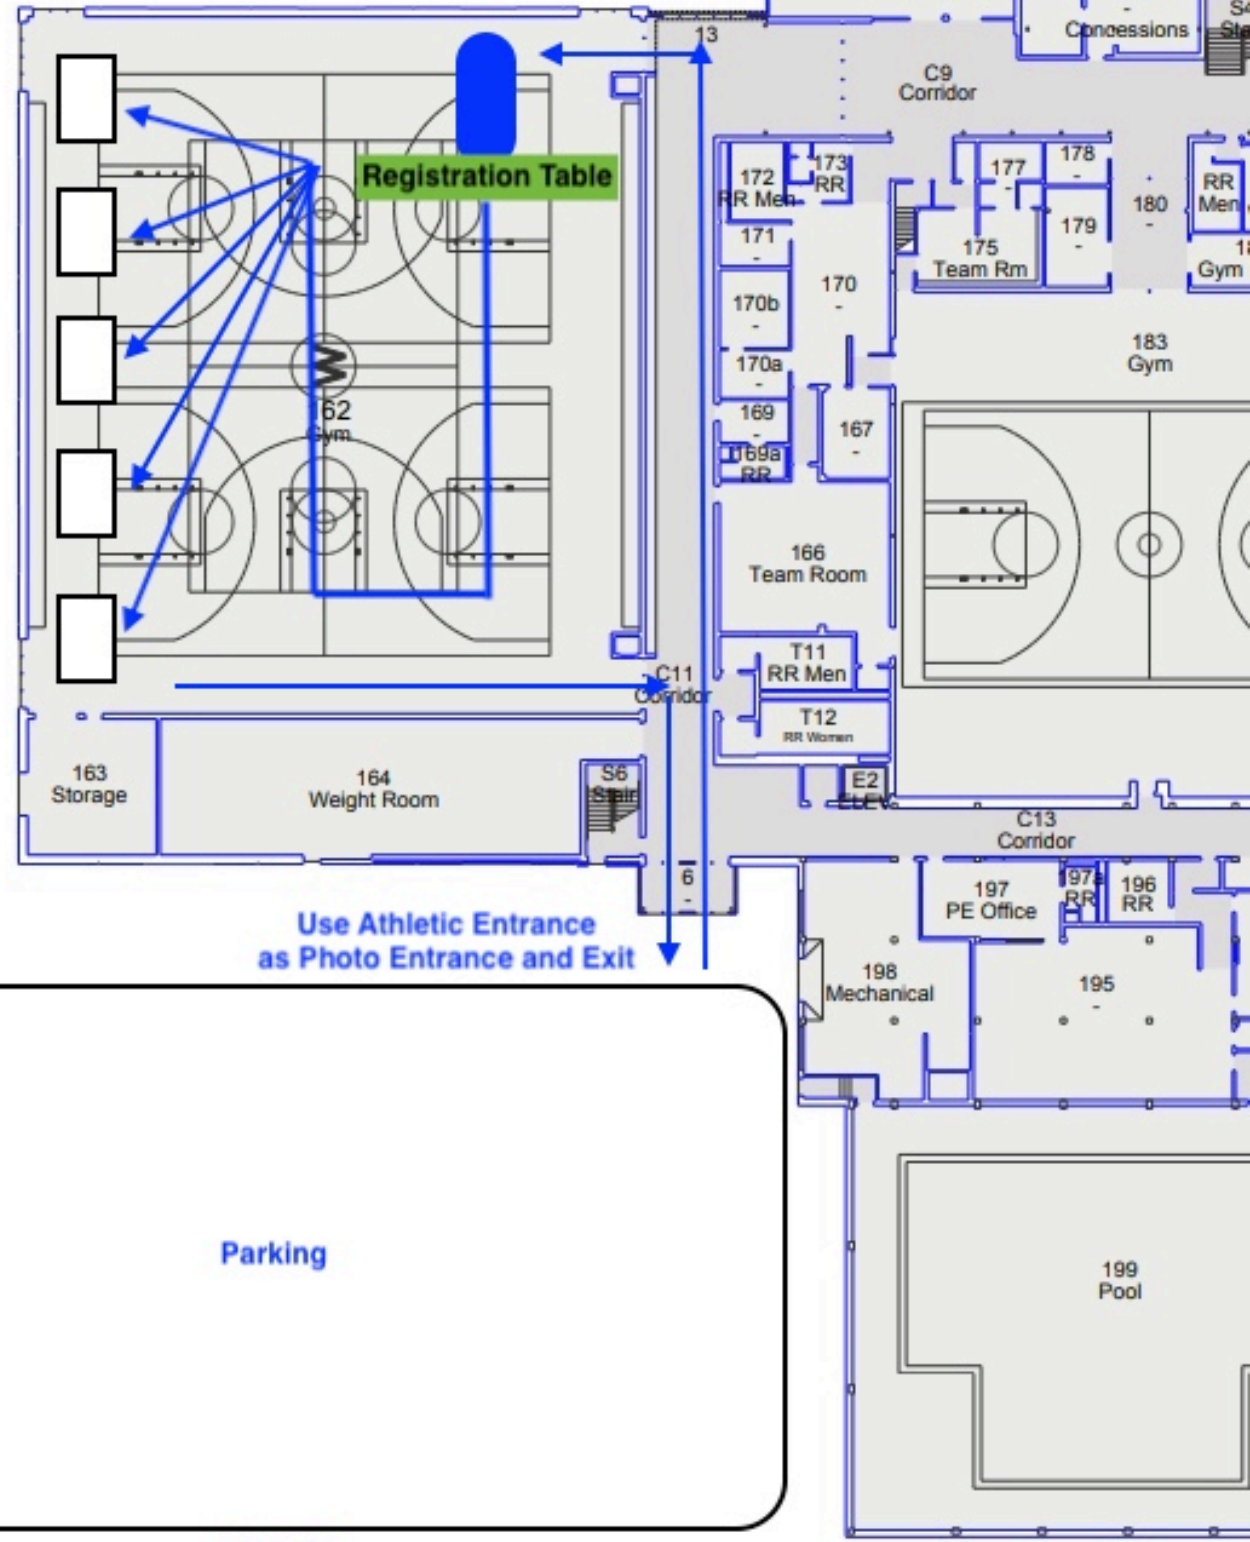 13
Concessions
C9
Corridor
Registration Table
172
RR Men
173
RR
177
-
178
-
RR
Men
180
-
171
-
175
Team Rm
179
-
Gym
170
-
170b
-
183
Gym
170a
-
162
Gym
169
-
167
-
169a
RR
166
Team Room
T11
RR Men
C11
Corridor
T12
RR Women
163
Storage
164
Weight Room
S6
Stair
E2
ELEV
C13
Corridor
6
-
197
PE Office
197a
RR
196
RR
Use Athletic Entrance
as Photo Entrance and Exit
198
Mechanical
195
-
Parking
199
Pool